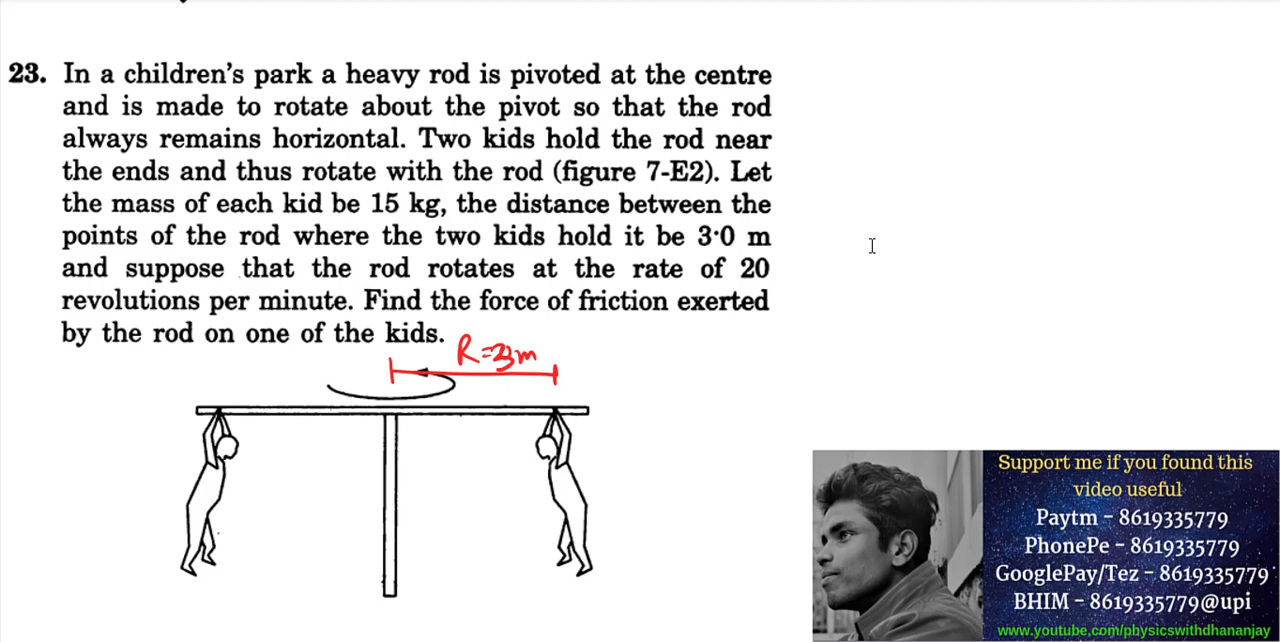 23. In a children's park a heavy rod is pivoted at the centre
and is made to rotate about the pivot so that the rod
always remains horizontal. Two kids hold the rod near
the ends and thus rotate with the rod (figure 7-E2). Let
the mass of each kid be 15 kg, the distance between the
points of the rod where the two kids hold it be 3·0 m
and suppose that the rod rotates at the rate of 20
revolutions per minute. Find the force of friction exerted
by the rod on one of the kids.
R=3m
Support me if you found this
video useful
Paytm - 8619335779
PhonePe - 8619335779
GooglePay/Tez - 8619335779
BHIM - 8619335779@upi
www.youtube.com/physicswithdhananjay